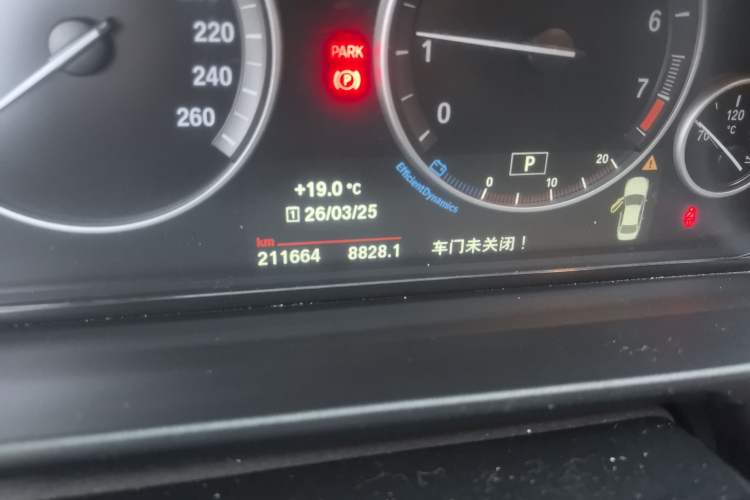 220
240
260
PARK
P
1
0
6
7
P
0
10
20
EfficientDynamics
70
120
°C
+19.0 °C
1 26/03/25
km
211664 8828.1
车门未关闭！